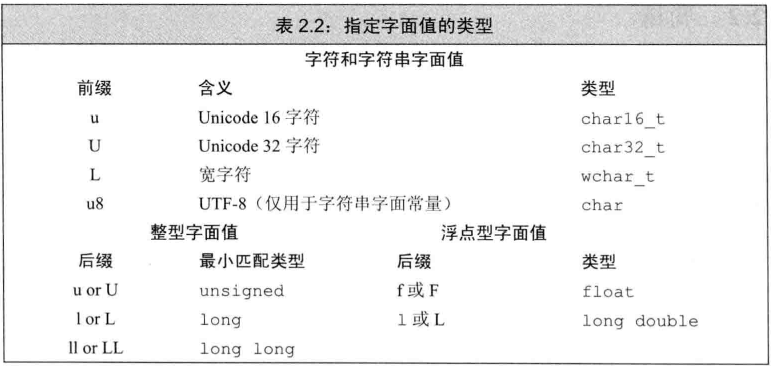 表 2.2：指定字面值的类型
字符和字符串字面值
前缀 含义 类型
u Unicode 16 字符 char16_t
U Unicode 32 字符 char32_t
L 宽字符 wchar_t
u8 UTF-8（仅用于字符串字面常量） char
整型字面值 浮点型字面值
后缀 最小匹配类型 后缀 类型
u or U unsigned f 或 F float
l or L long l 或 L long double
ll or LL long long